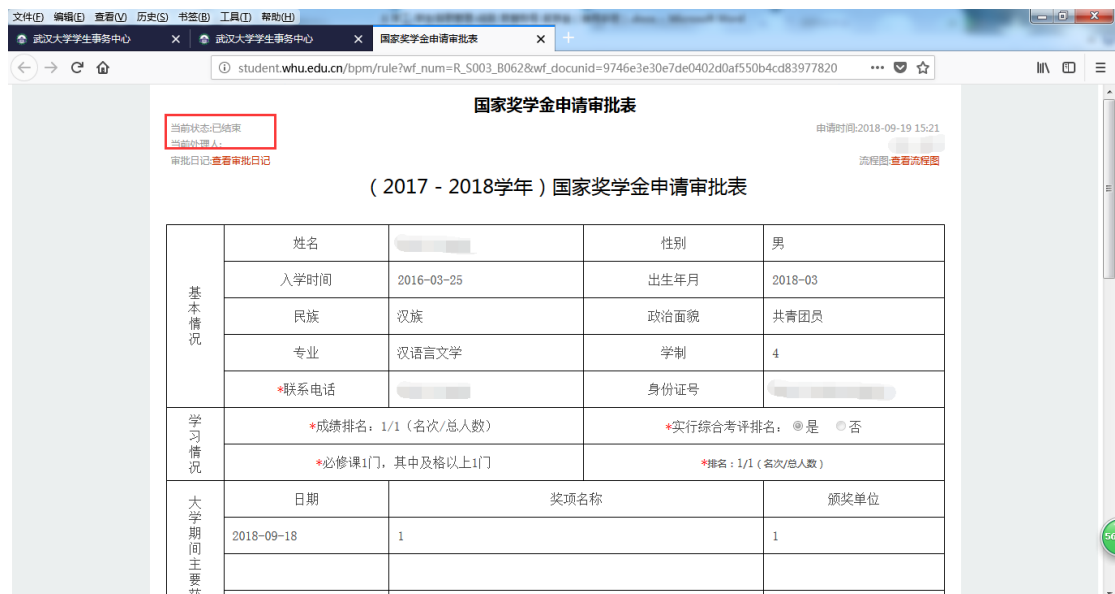 文件(F) 编辑(E) 查看(V) 历史(S) 书签(B) 工具(T) 帮助(H)
武汉大学学生事务中心 × 武汉大学学生事务中心 × 国家奖学金申请审批表 × +
student.whu.edu.cn/bpm/rule?wf_num=R_S003_B062&wf_docunid=9746e3e30e7de0402d0af550b4cd83977820
国家奖学金申请审批表
当前状态:已结束 申请时间:2018-09-19 15:21
当前处理人:
审批日记:查看审批日记 流程图:查看流程图
（2017－2018学年）国家奖学金申请审批表
基本情况
姓名 性别 男
入学时间 2016-03-25 出生年月 2018-03
民族 汉族 政治面貌 共青团员
专业 汉语言文学 学制 4
*联系电话 身份证号
学习情况
*成绩排名：1/1（名次/总人数） *实行综合考评排名： 是 否
*必修课1门，其中及格以上1门 *排名：1/1（名次/总人数）
大学期间主要
日期 奖项名称 颁奖单位
2018-09-18 1 1
56